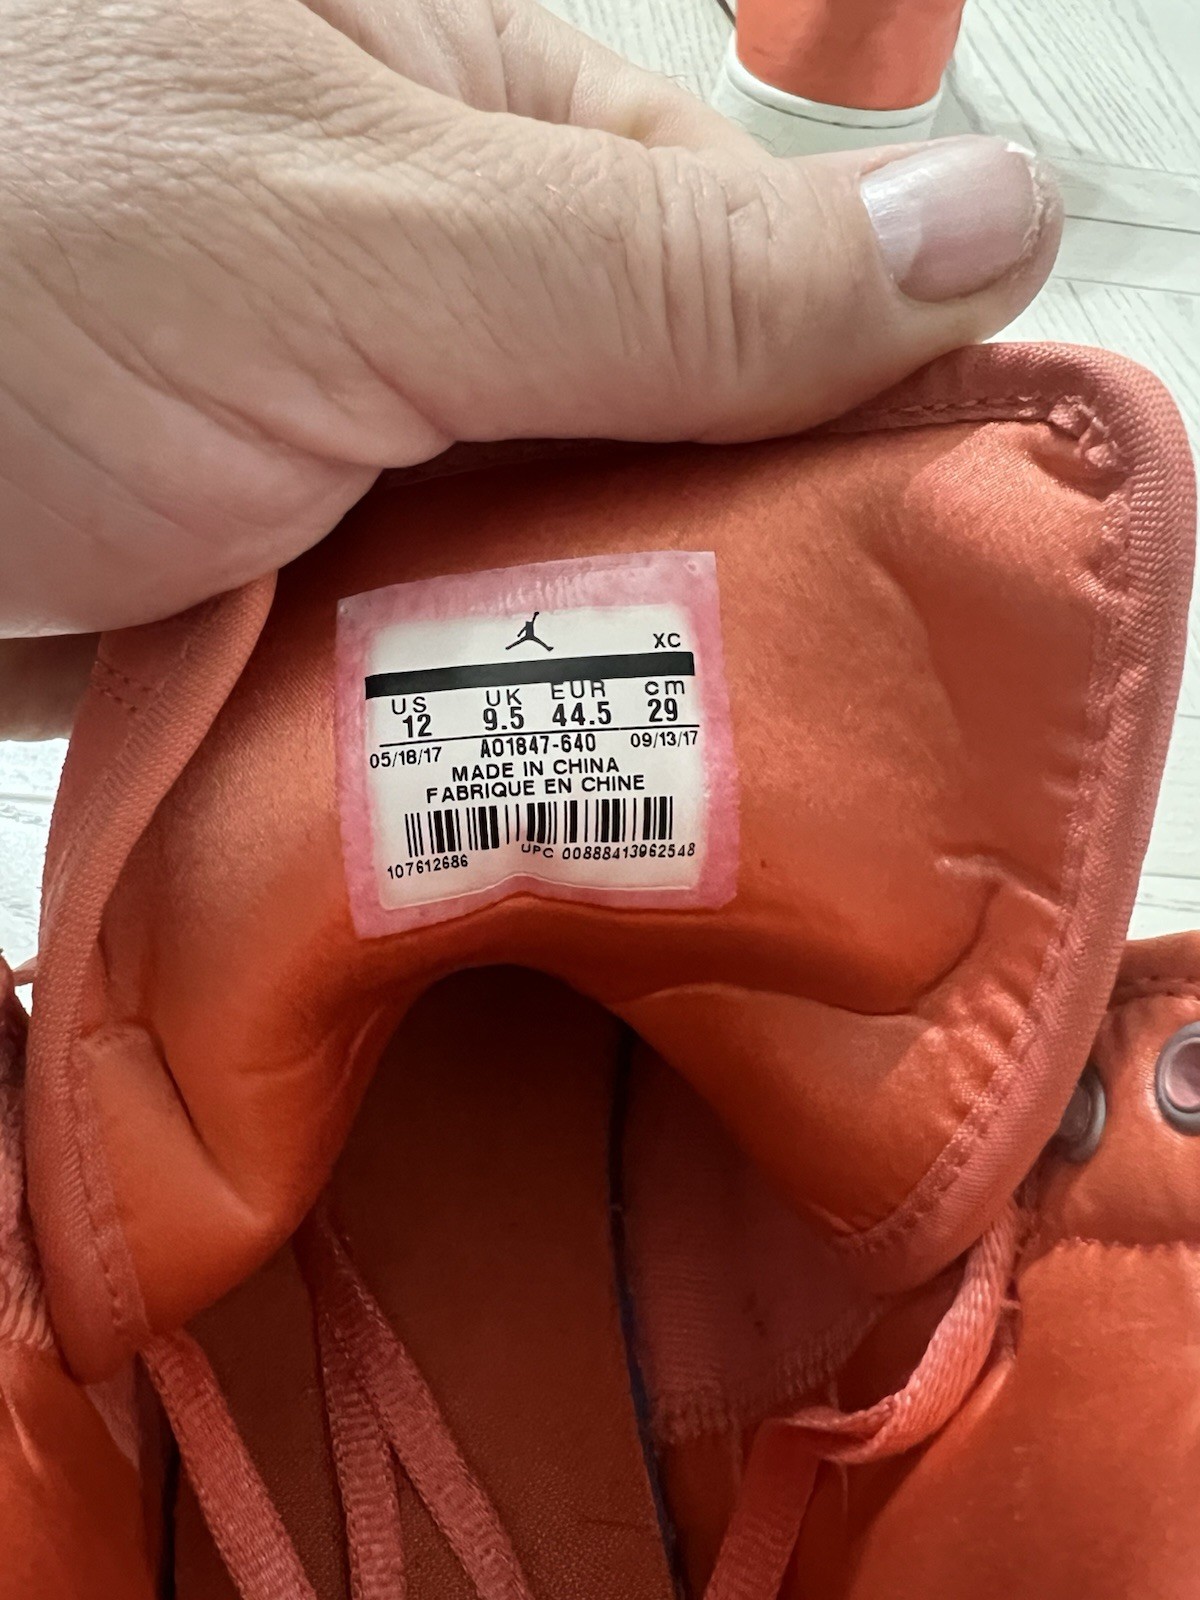 XC
US UK EUR cm
12 9.5 44.5 29
05/18/17 AO1847-640 09/13/17
MADE IN CHINA
FABRIQUE EN CHINE
107612686 UPC 00888413962548